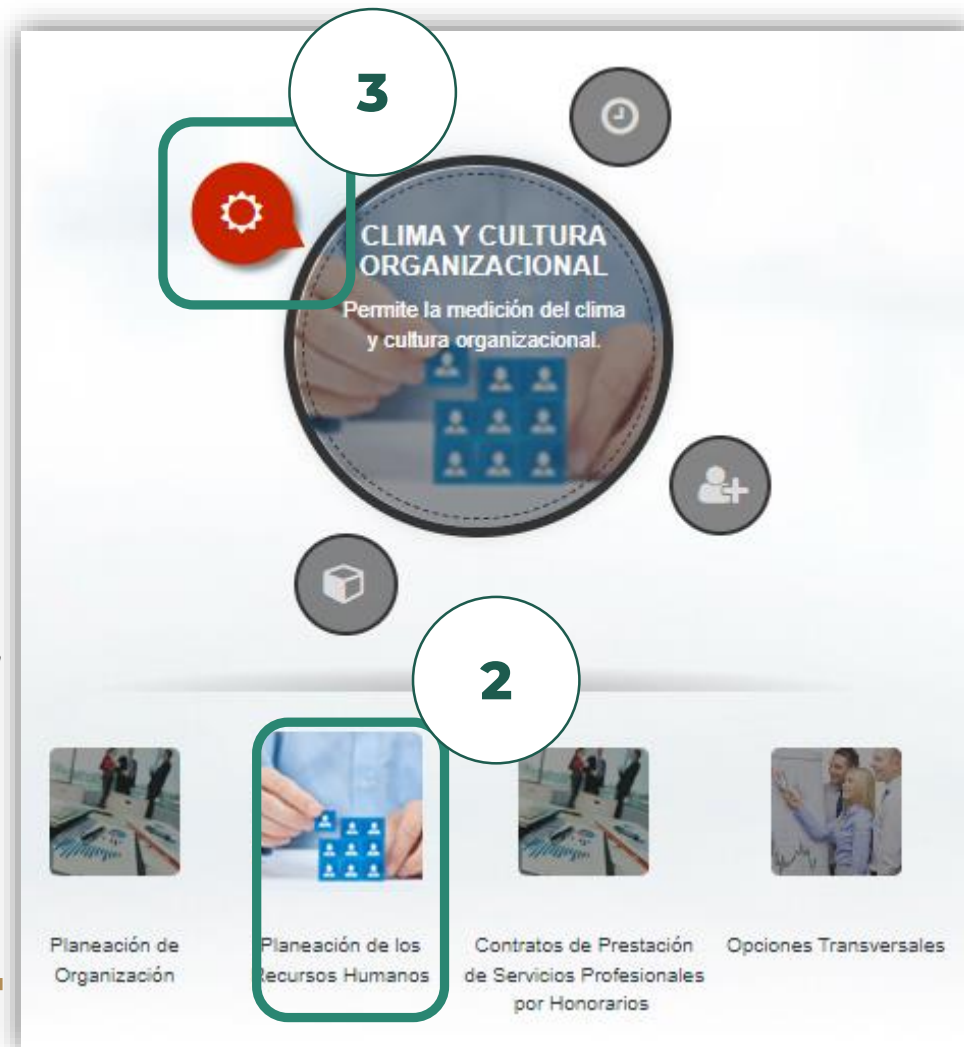 3
CLIMA Y CULTURA
ORGANIZACIONAL
Permite la medición del clima
y cultura organizacional.
2
Planeación de
Organización
Planeación de los
Recursos Humanos
Contratos de Prestación
de Servicios Profesionales
por Honorarios
Opciones Transversales